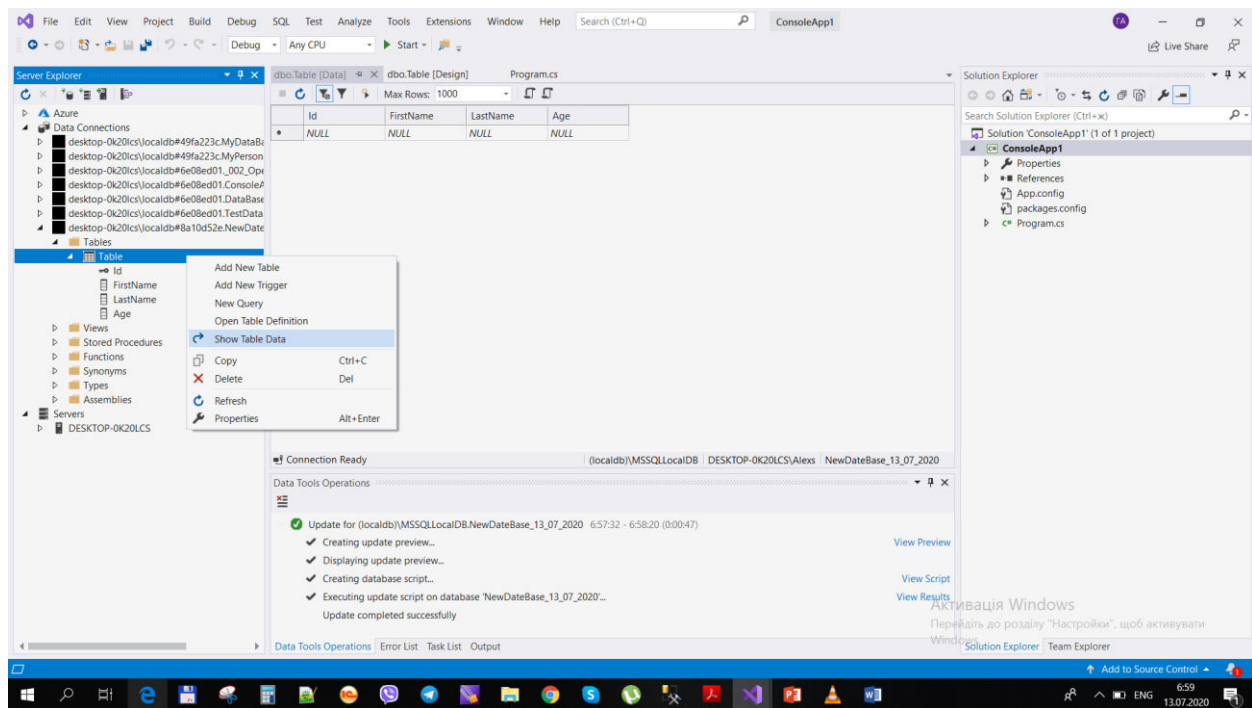 File Edit View Project Build Debug SQL Test Analyze Tools Extensions Window Help Search (Ctrl+Q) ConsoleApp1 ГА
Debug Any CPU Start Live Share
Server Explorer
Azure
Data Connections
desktop-0k20lcs\localdb#49fa223c.MyDataBa
desktop-0k20lcs\localdb#49fa223c.MyPerson
desktop-0k20lcs\localdb#6e08ed01._002_Ope
desktop-0k20lcs\localdb#6e08ed01.ConsoleA
desktop-0k20lcs\localdb#6e08ed01.DataBase
desktop-0k20lcs\localdb#6e08ed01.TestData
desktop-0k20lcs\localdb#8a10d52e.NewDate
Tables
Table
Id
FirstName
LastName
Age
Views
Stored Procedures
Functions
Synonyms
Types
Assemblies
Servers
DESKTOP-0K20LCS
Add New Table
Add New Trigger
New Query
Open Table Definition
Show Table Data
Copy Ctrl+C
Delete Del
Refresh
Properties Alt+Enter
dbo.Table [Data] dbo.Table [Design] Program.cs
Max Rows: 1000
Id FirstName LastName Age
NULL NULL NULL NULL
Connection Ready (localdb)\MSSQLLocalDB DESKTOP-0K20LCS\Alexs NewDateBase_13_07_2020
Data Tools Operations
Update for (localdb)\MSSQLLocalDB.NewDateBase_13_07_2020 6:57:32 - 6:58:20 (0:00:47)
Creating update preview... View Preview
Displaying update preview...
Creating database script... View Script
Executing update script on database 'NewDateBase_13_07_2020'... View Results
Update completed successfully
Data Tools Operations Error List Task List Output
Solution Explorer
Search Solution Explorer (Ctrl+ж)
Solution 'ConsoleApp1' (1 of 1 project)
C# ConsoleApp1
Properties
References
App.config
packages.config
C# Program.cs
Активація Windows
Перейдіть до розділу "Настройки", щоб активувати
Windows.
Solution Explorer Team Explorer
Add to Source Control
ENG 6:59
13.07.2020